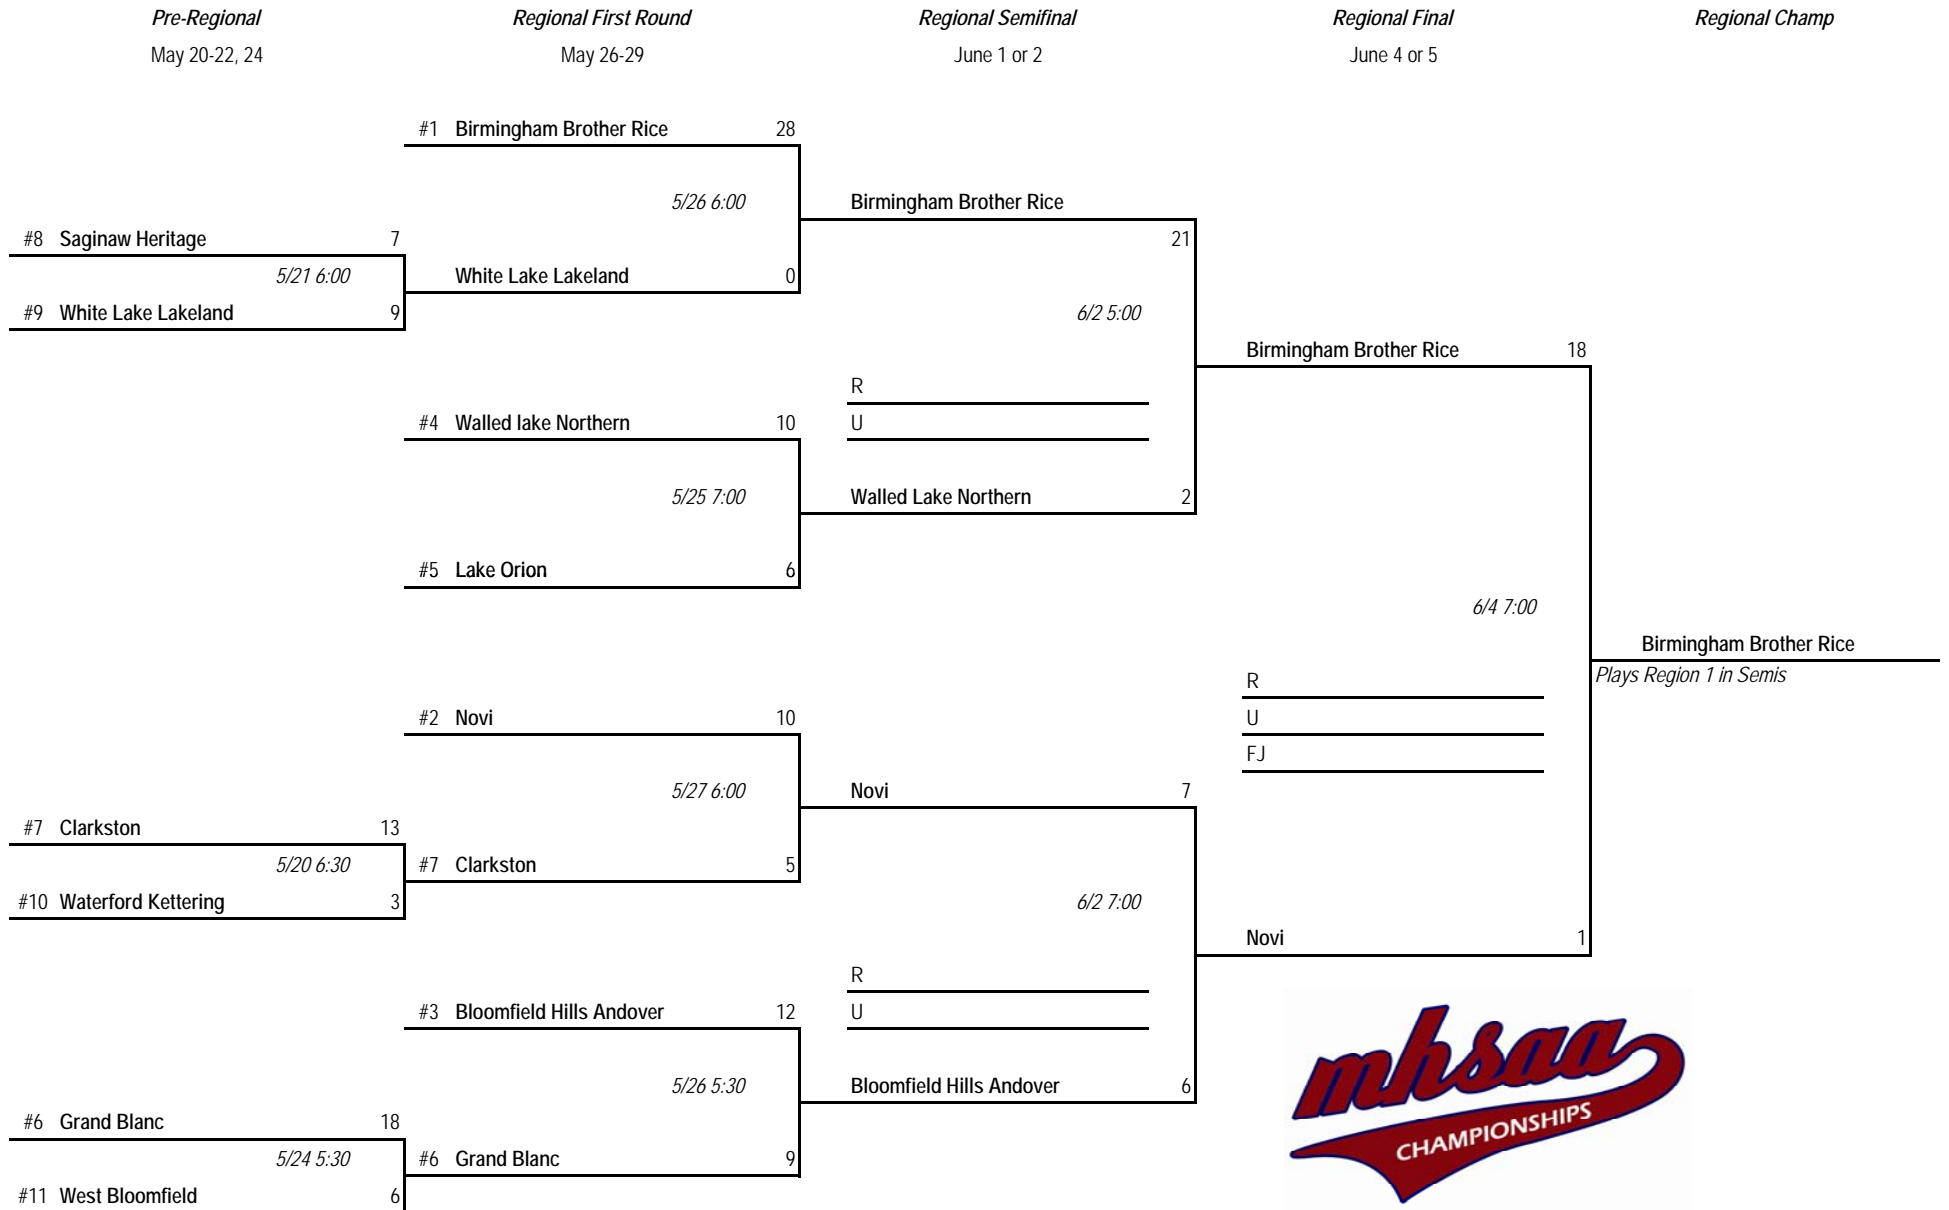 Pre-Regional Regional First Round Regional Semifinal Regional Final Regional Champ
May 20-22, 24 May 26-29 June 1 or 2 June 4 or 5
#1 Birmingham Brother Rice 28
5/26 6:00 Birmingham Brother Rice
#8 Saginaw Heritage 7 21
5/21 6:00 White Lake Lakeland 0
#9 White Lake Lakeland 9 6/2 5:00
Birmingham Brother Rice 18
R
#4 Walled lake Northern 10 U
5/25 7:00 Walled Lake Northern 2
#5 Lake Orion 6
6/4 7:00
Birmingham Brother Rice
R Plays Region 1 in Semis
#2 Novi 10 U
FJ
5/27 6:00 Novi 7
#7 Clarkston 13
5/20 6:30 #7 Clarkston 5
#10 Waterford Kettering 3 6/2 7:00
Novi 1
R
#3 Bloomfield Hills Andover 12 U
5/26 5:30 Bloomfield Hills Andover 6
#6 Grand Blanc 18
5/24 5:30 #6 Grand Blanc 9
#11 West Bloomfield 6
mhsaa
CHAMPIONSHIPS